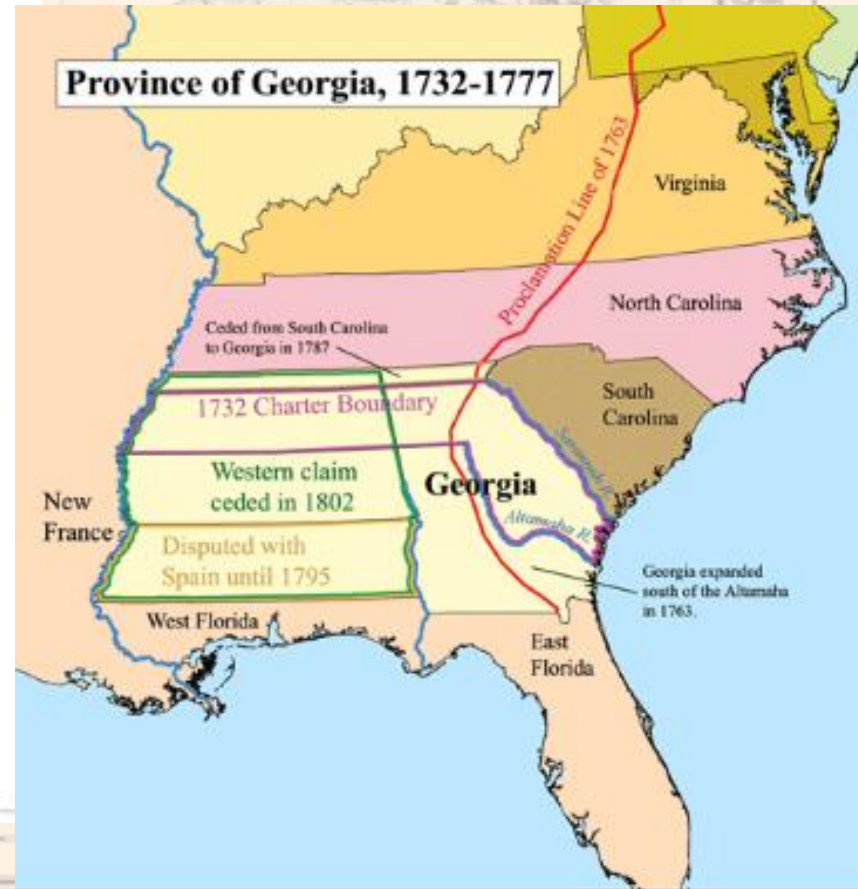 Province of Georgia, 1732-1777
Virginia
Proclamation Line of 1763
North Carolina
Ceded from South Carolina
to Georgia in 1787
South
Carolina
1732 Charter Boundary
Savannah R.
Western claim
ceded in 1802
Georgia
New
France
Altamaha R.
Disputed with
Spain until 1795
Georgia expanded
south of the Altamaha
in 1763.
West Florida
East
Florida